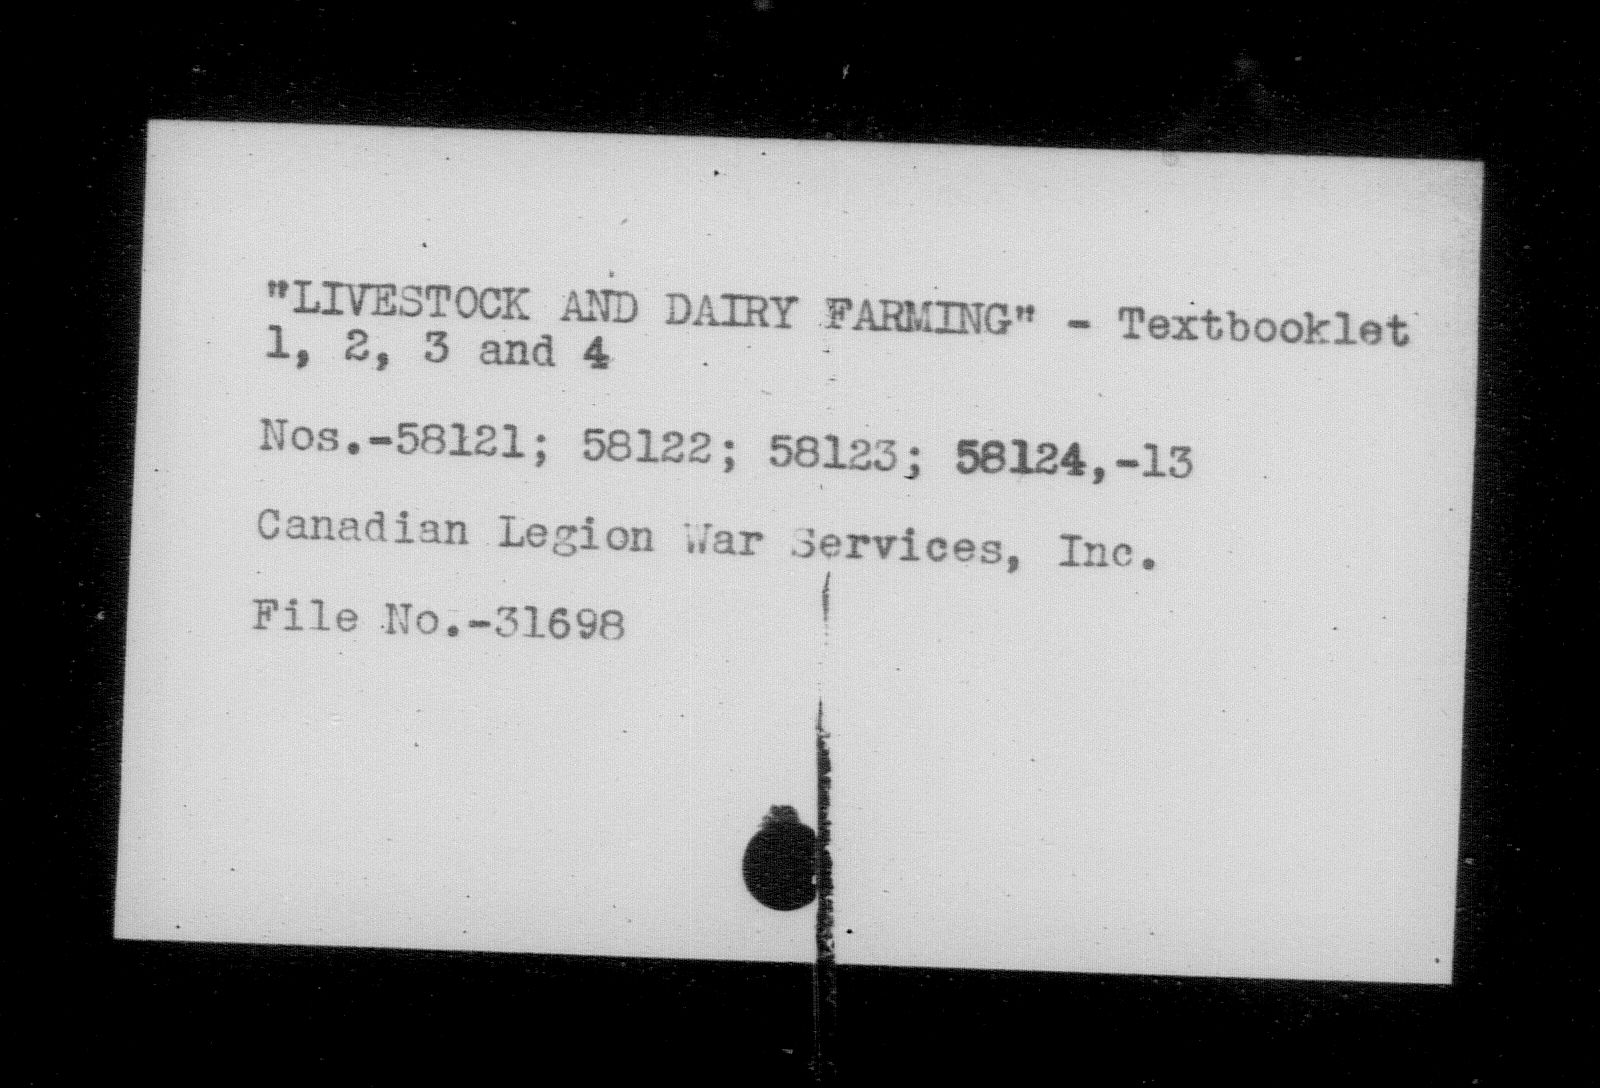 "LIVESTOCK AND DAIRY FARMING" - Textbooklet
1, 2, 3 and 4
Nos.-58121; 58122; 58123; 58124,-13
Canadian Legion War Services, Inc.
File No.-31698